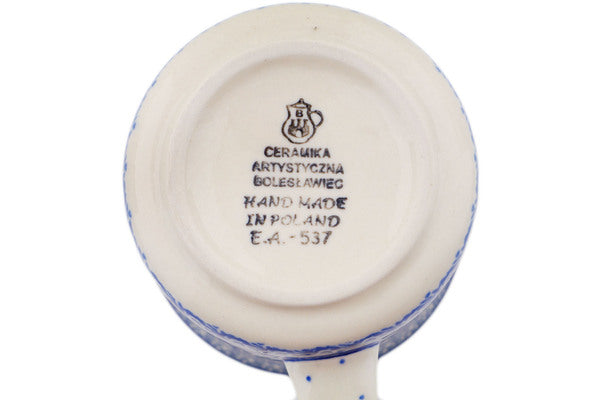 B
CERAMIKA
ARTYSTYCZNA
BOLESŁAWIEC
HAND MADE
IN POLAND
E.A.-537